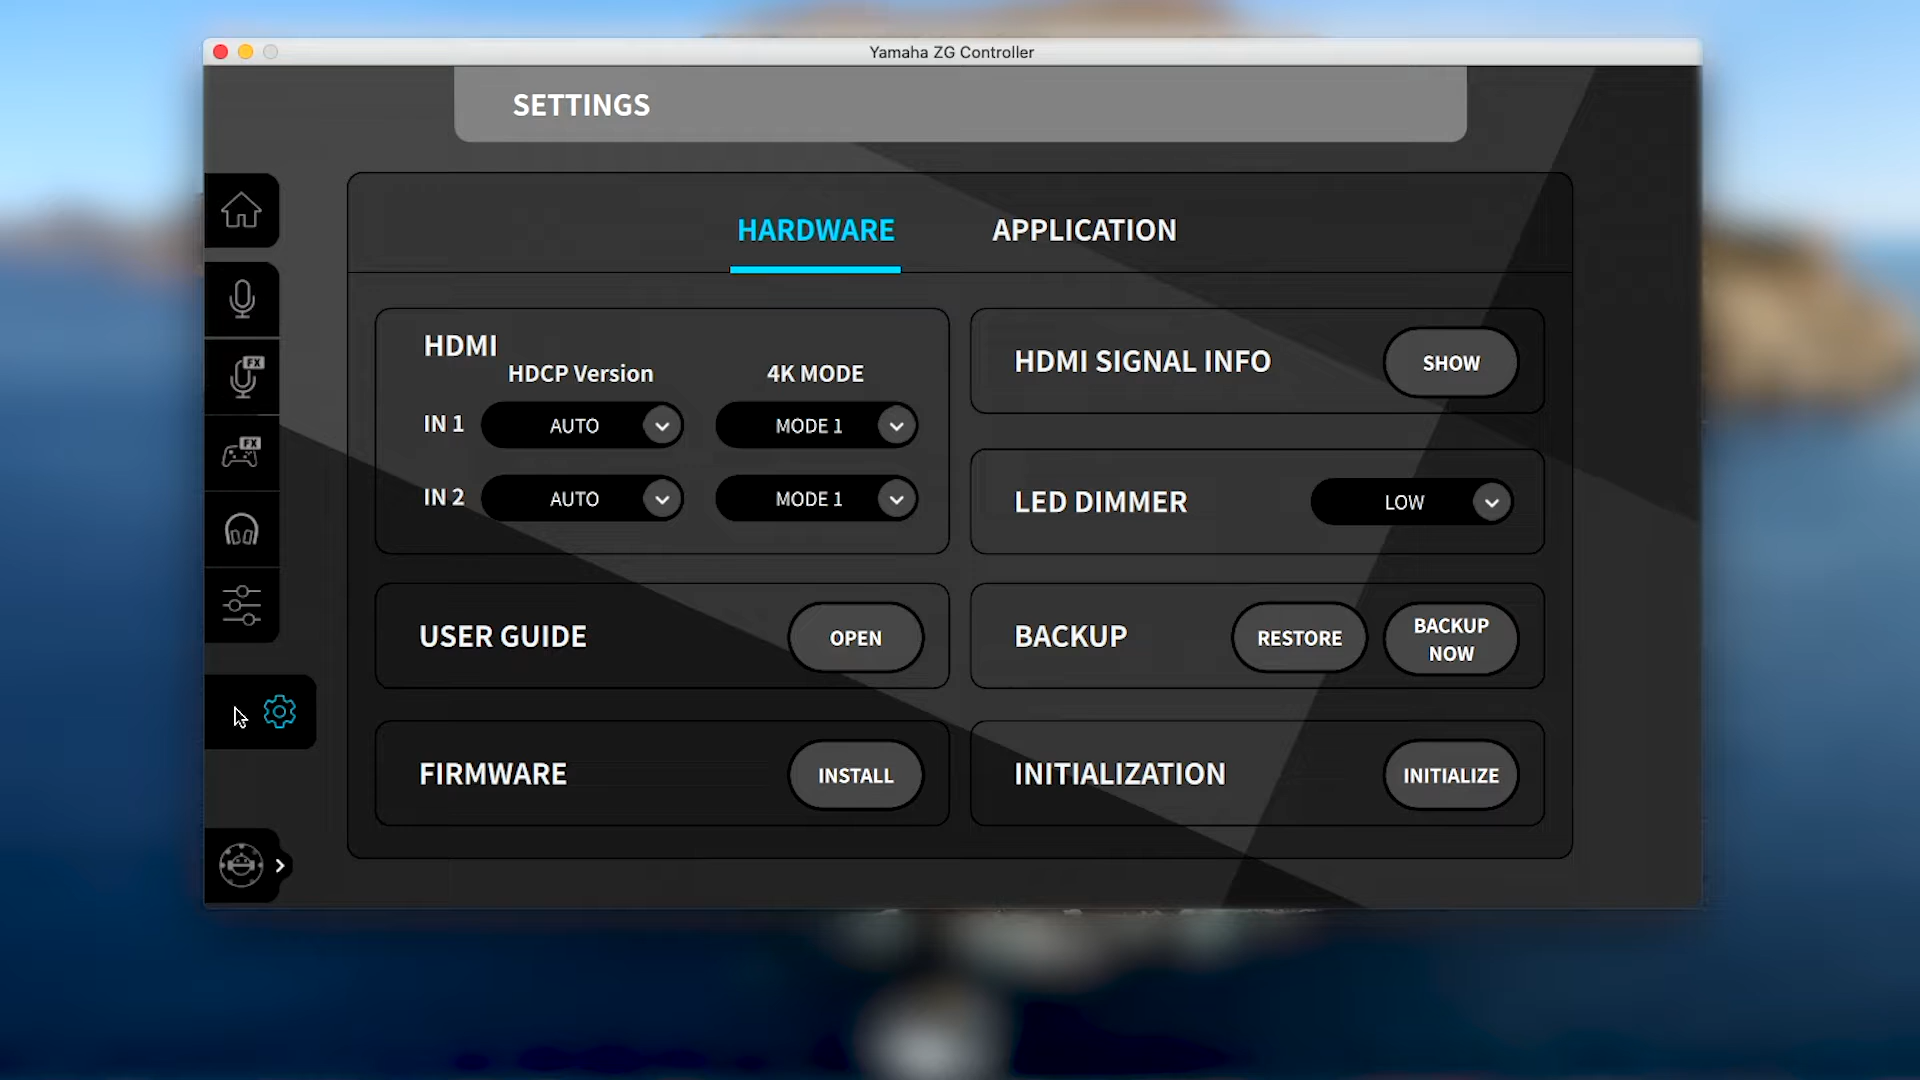 Yamaha ZG Controller
SETTINGS
HARDWARE APPLICATION
HDMI
HDCP Version 4K MODE
IN 1 AUTO MODE 1
IN 2 AUTO MODE 1
HDMI SIGNAL INFO SHOW
LED DIMMER LOW
USER GUIDE OPEN
BACKUP RESTORE BACKUP
NOW
FIRMWARE INSTALL
INITIALIZATION INITIALIZE
FX
FX